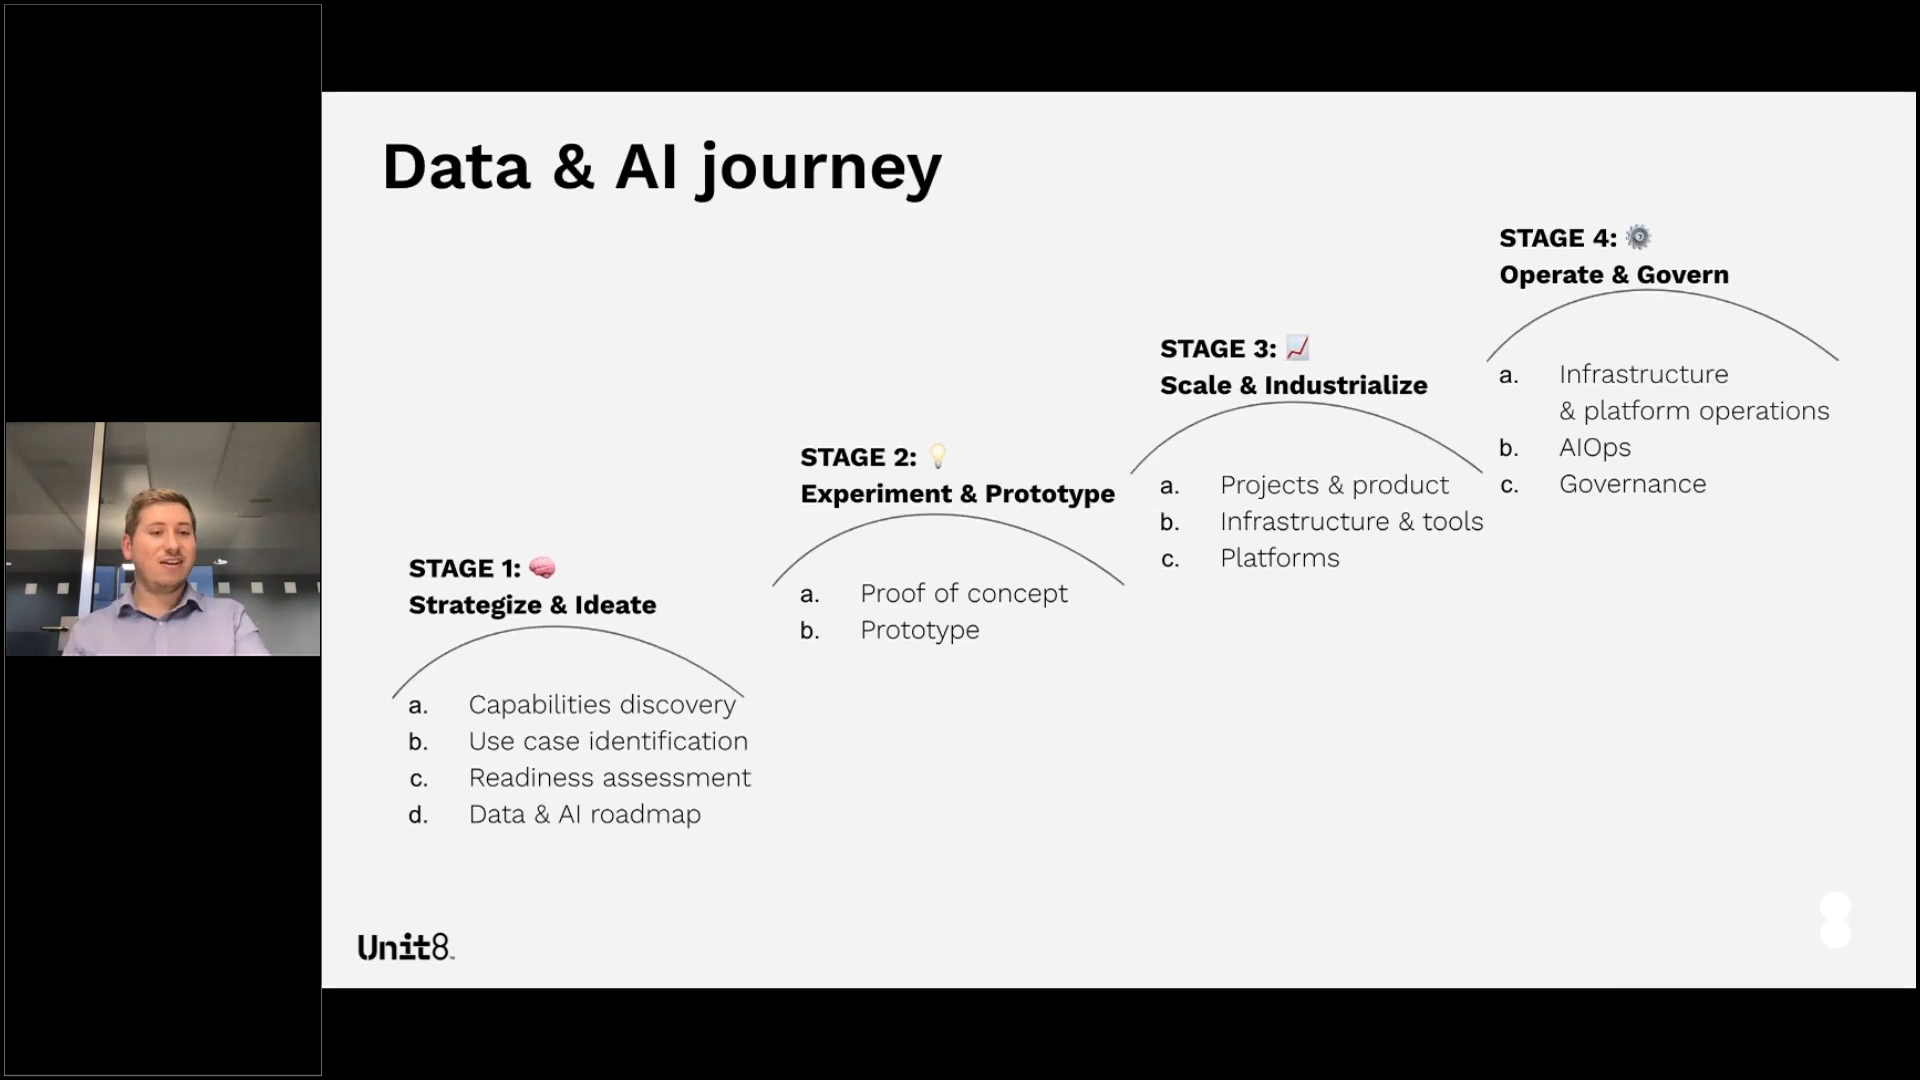 Data & AI journey
STAGE 1: 🧠
Strategize & Ideate
a. Capabilities discovery
b. Use case identification
c. Readiness assessment
d. Data & AI roadmap
STAGE 2: 💡
Experiment & Prototype
a. Proof of concept
b. Prototype
STAGE 3: 📈
Scale & Industrialize
a. Projects & product
b. Infrastructure & tools
c. Platforms
STAGE 4: ⚙️
Operate & Govern
a. Infrastructure
& platform operations
b. AIOps
c. Governance
Unit8™